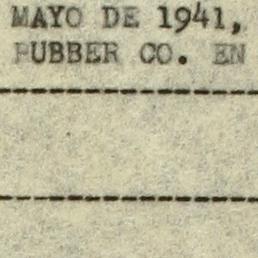 MAYO DE 1941,
RUBBER CO. EN